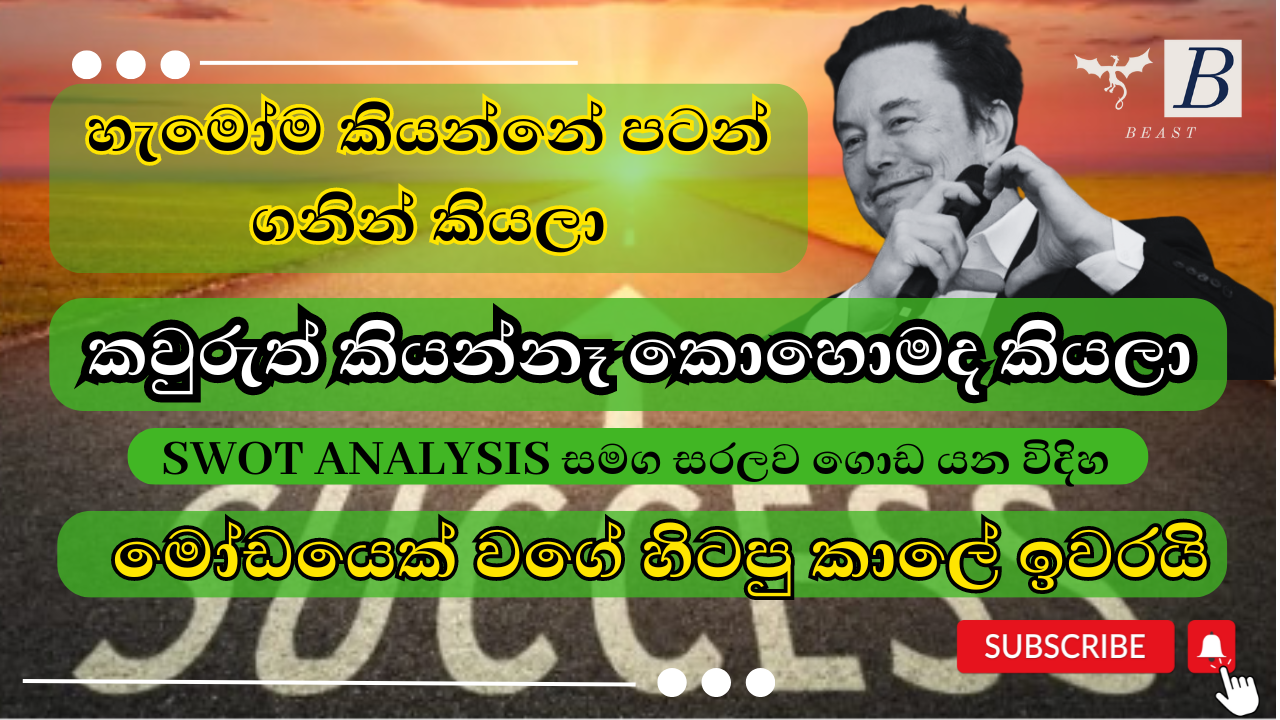 B
BEAST
හැමෝම කියන්නේ පටන්
ගනින් කියලා
කවුරුත් කියන්නෑ කොහොමද කියලා
SWOT ANALYSIS සමග සරලව ගොඩ යන විදිහ
SUCCESS
මෝඩයෙක් වගේ හිටපු කාලේ ඉවරයි
SUBSCRIBE